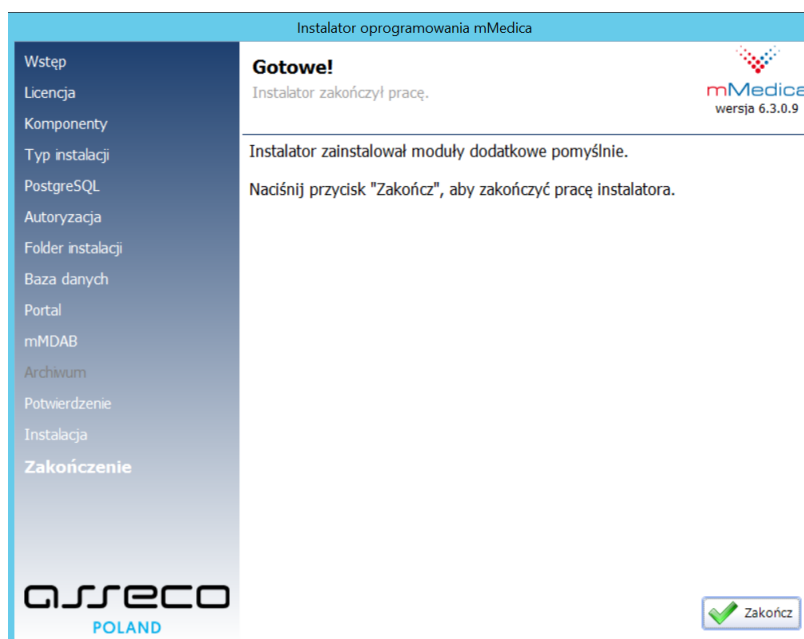 Instalator oprogramowania mMedica
Wstęp
Licencja
Komponenty
Typ instalacji
PostgreSQL
Autoryzacja
Folder instalacji
Baza danych
Portal
mMDAB
Archiwum
Potwierdzenie
Instalacja
Zakończenie
asseco
POLAND
Gotowe!
Instalator zakończył pracę.
mMedica
wersja 6.3.0.9
Instalator zainstalował moduły dodatkowe pomyślnie.
Naciśnij przycisk "Zakończ", aby zakończyć pracę instalatora.
Zakończ